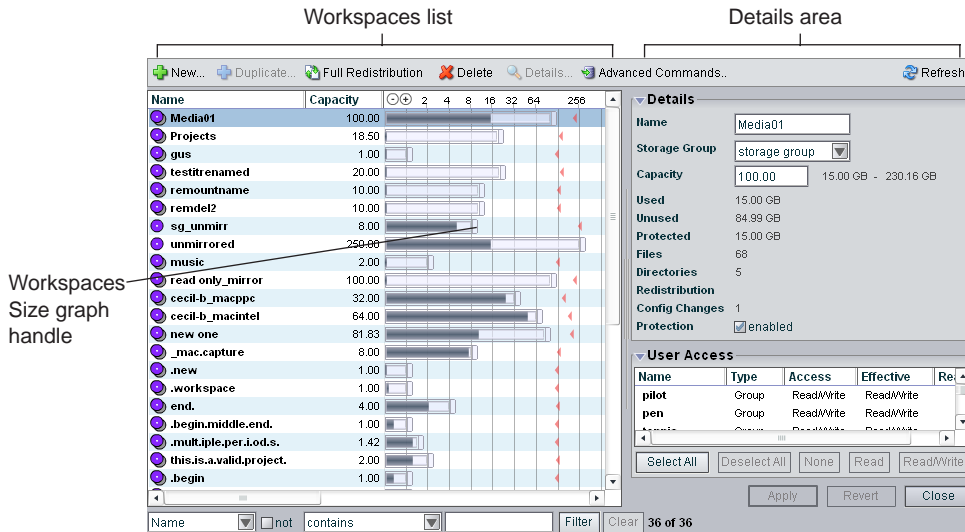 Workspaces list
Details area
New... Duplicate... Full Redistribution Delete Details... Advanced Commands.. Refresh
Name Capacity 2 4 8 16 32 64 256
Media01 100.00
Projects 18.50
gus 1.00
testitrenamed 20.00
remountname 10.00
remdel2 10.00
sg_unmirr 8.00
unmirrored 250.00
music 2.00
read only_mirror 100.00
cecil-b_macppc 32.00
cecil-b_macintel 64.00
new one 81.83
_mac.capture 8.00
.new 1.00
.workspace 1.00
end. 4.00
.begin.middle.end. 1.00
.mult.iple.per.i.od.s. 1.42
this.is.a.valid.project. 2.00
.begin 1.00
Name not contains Filter Clear 36 of 36
Workspaces
Size graph
handle
Details
Name Media01
Storage Group storage group
Capacity 100.00 15.00 GB - 230.16 GB
Used 15.00 GB
Unused 84.99 GB
Protected 15.00 GB
Files 68
Directories 5
Redistribution
Config Changes 1
Protection enabled
User Access
Name Type Access Effective Re
pilot Group Read/Write Read/Write
pen Group Read/Write Read/Write
Select All Deselect All None Read Read/Write
Apply Revert Close